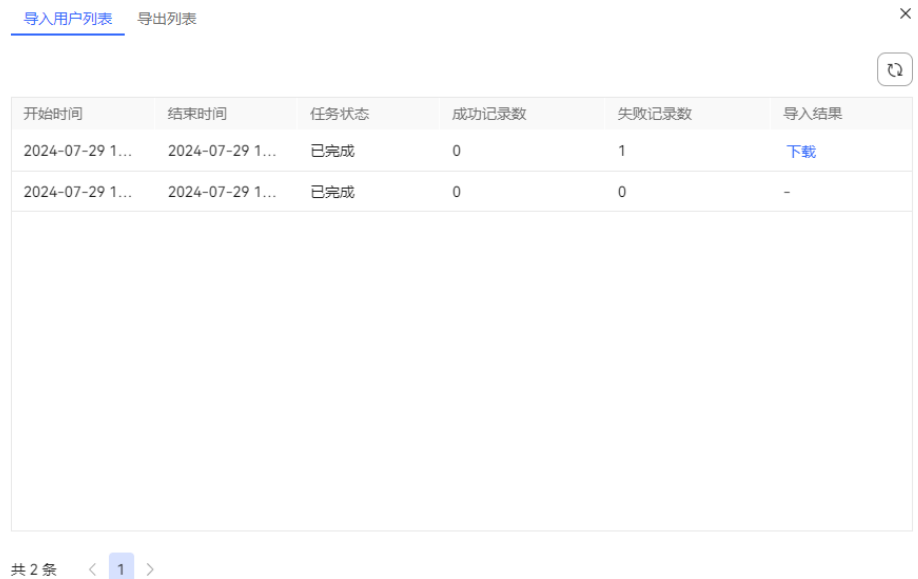 导入用户列表 导出列表
开始时间 结束时间 任务状态 成功记录数 失败记录数 导入结果
2024-07-29 1... 2024-07-29 1... 已完成 0 1 下载
2024-07-29 1... 2024-07-29 1... 已完成 0 0 -
共 2 条 < 1 >